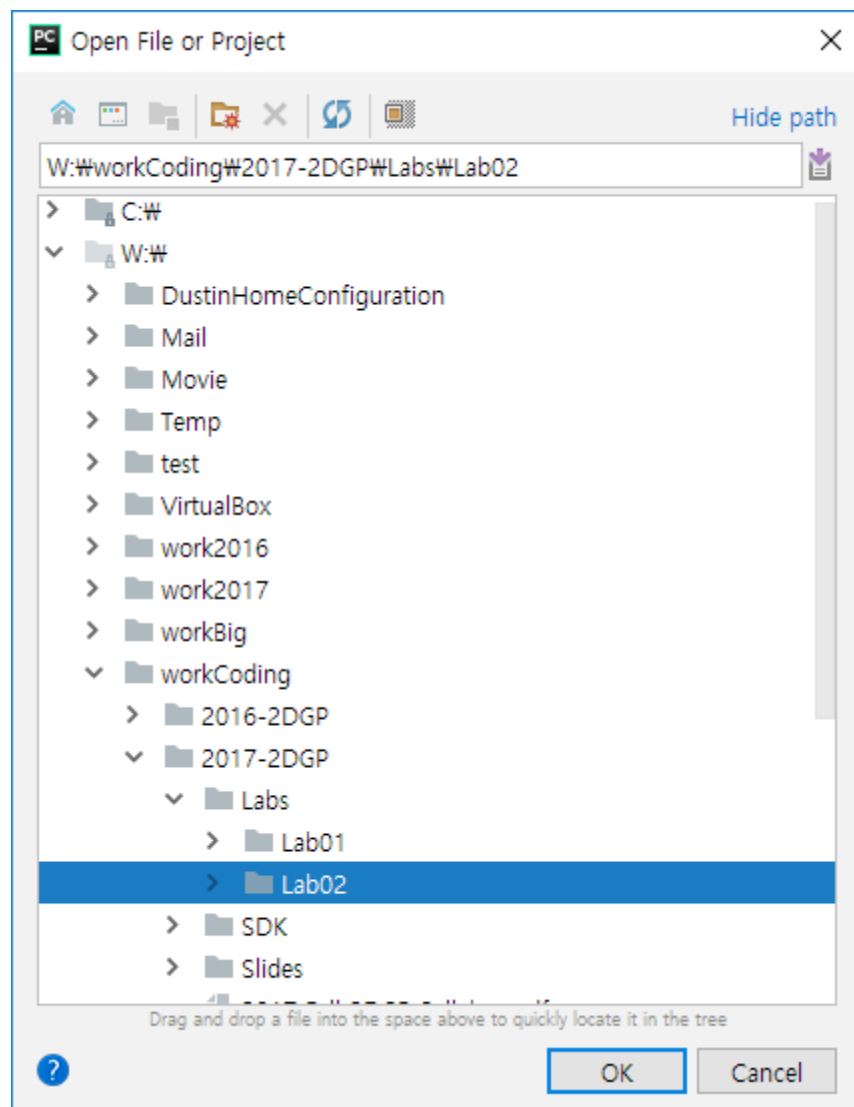 PC Open File or Project
Hide path
W:₩workCoding₩2017-2DGP₩Labs₩Lab02
C:₩
W:₩
DustinHomeConfiguration
Mail
Movie
Temp
test
VirtualBox
work2016
work2017
workBig
workCoding
2016-2DGP
2017-2DGP
Labs
Lab01
Lab02
SDK
Slides
Drag and drop a file into the space above to quickly locate it in the tree
?
OK
Cancel